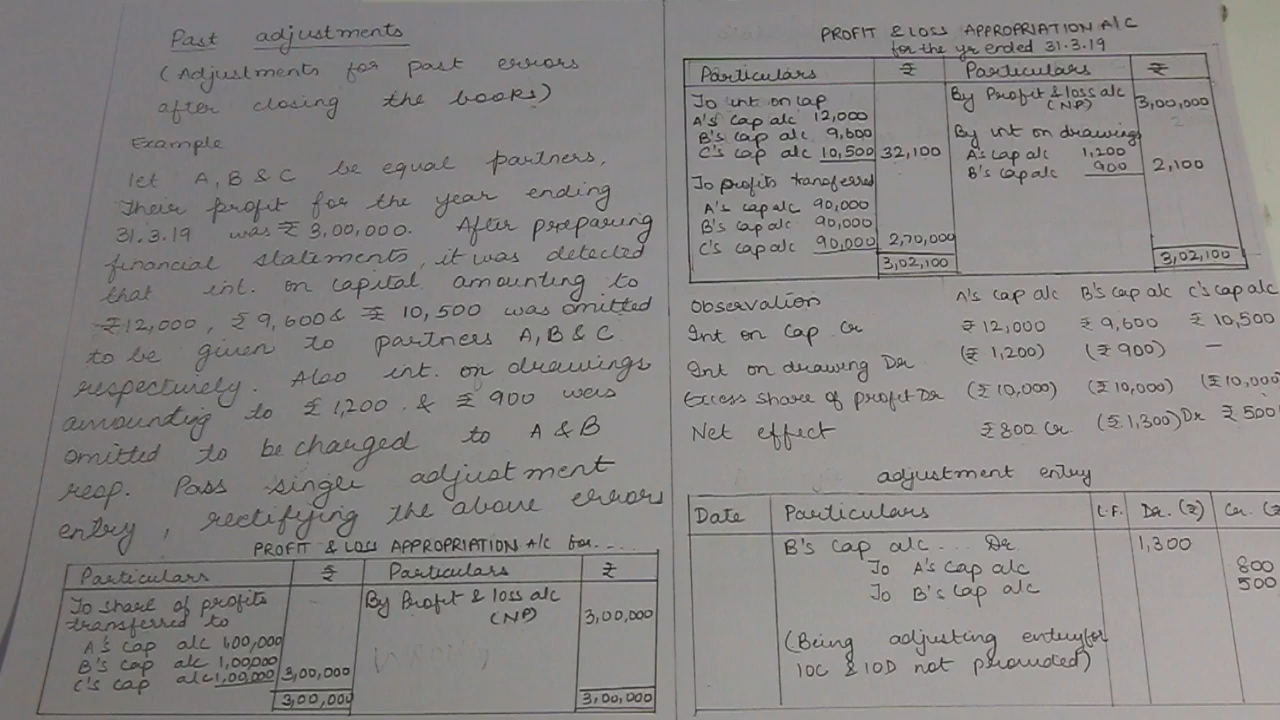 Past adjustments
(Adjustments for past errors
after closing the books)
Example
let A, B & C be equal partners.
Their profit for the year ending
31.3.19 was ₹ 3,00,000. After preparing
financial statements, it was detected
that int. on capital amounting to
₹12,000, ₹ 9,600 & ₹ 10,500 was omitted
to be given to partners A, B & C
respecturely. Also int. on drawings
amounting to ₹ 1,200 & ₹ 900 was
omitted to be charged to A & B
resp. Pass single adjustment
entry, rectifying the above errors
PROFIT & LOSS APPROPRIATION A/c for....
Particulars ₹ Particulars ₹
To share of profits By Profit & loss a/c
transferred to (NP) 3,00,000
A's cap a/c 1,00,000
B's cap a/c 1,00,000
C's cap a/c 1,00,000 3,00,000
3,00,000 3,00,000
PROFIT & LOSS APPROPRIATION A/C
for the yr ended 31.3.19
Particulars ₹ Particulars ₹
To int on cap By Profit & loss a/c
A's cap a/c 12,000 (NP) 3,00,000
B's cap a/c 9,600 By int on drawings
C's cap a/c 10,500 32,100 A's cap a/c 1,200
To profits transferred B's cap a/c 900 2,100
A's cap a/c 90,000
B's cap a/c 90,000
C's cap a/c 90,000 2,70,000
3,02,100 3,02,100
Observation A's cap a/c B's cap a/c C's cap a/c
Int on cap Cr ₹ 12,000 ₹ 9,600 ₹ 10,500
Int on drawing Dr (₹ 1,200) (₹ 900) —
Excess share of profit Dr (₹ 10,000) (₹ 10,000) (₹ 10,000
Net effect ₹ 800 Cr. (₹ 1,300) Dr ₹ 500
adjustment entry
Date Particulars L.F. Dr. (₹) Cr. (₹
B's cap a/c ... Dr 1,300
To A's cap a/c 800
To B's cap a/c 500
(Being adjusting entry for
IOC & IOD not provided)